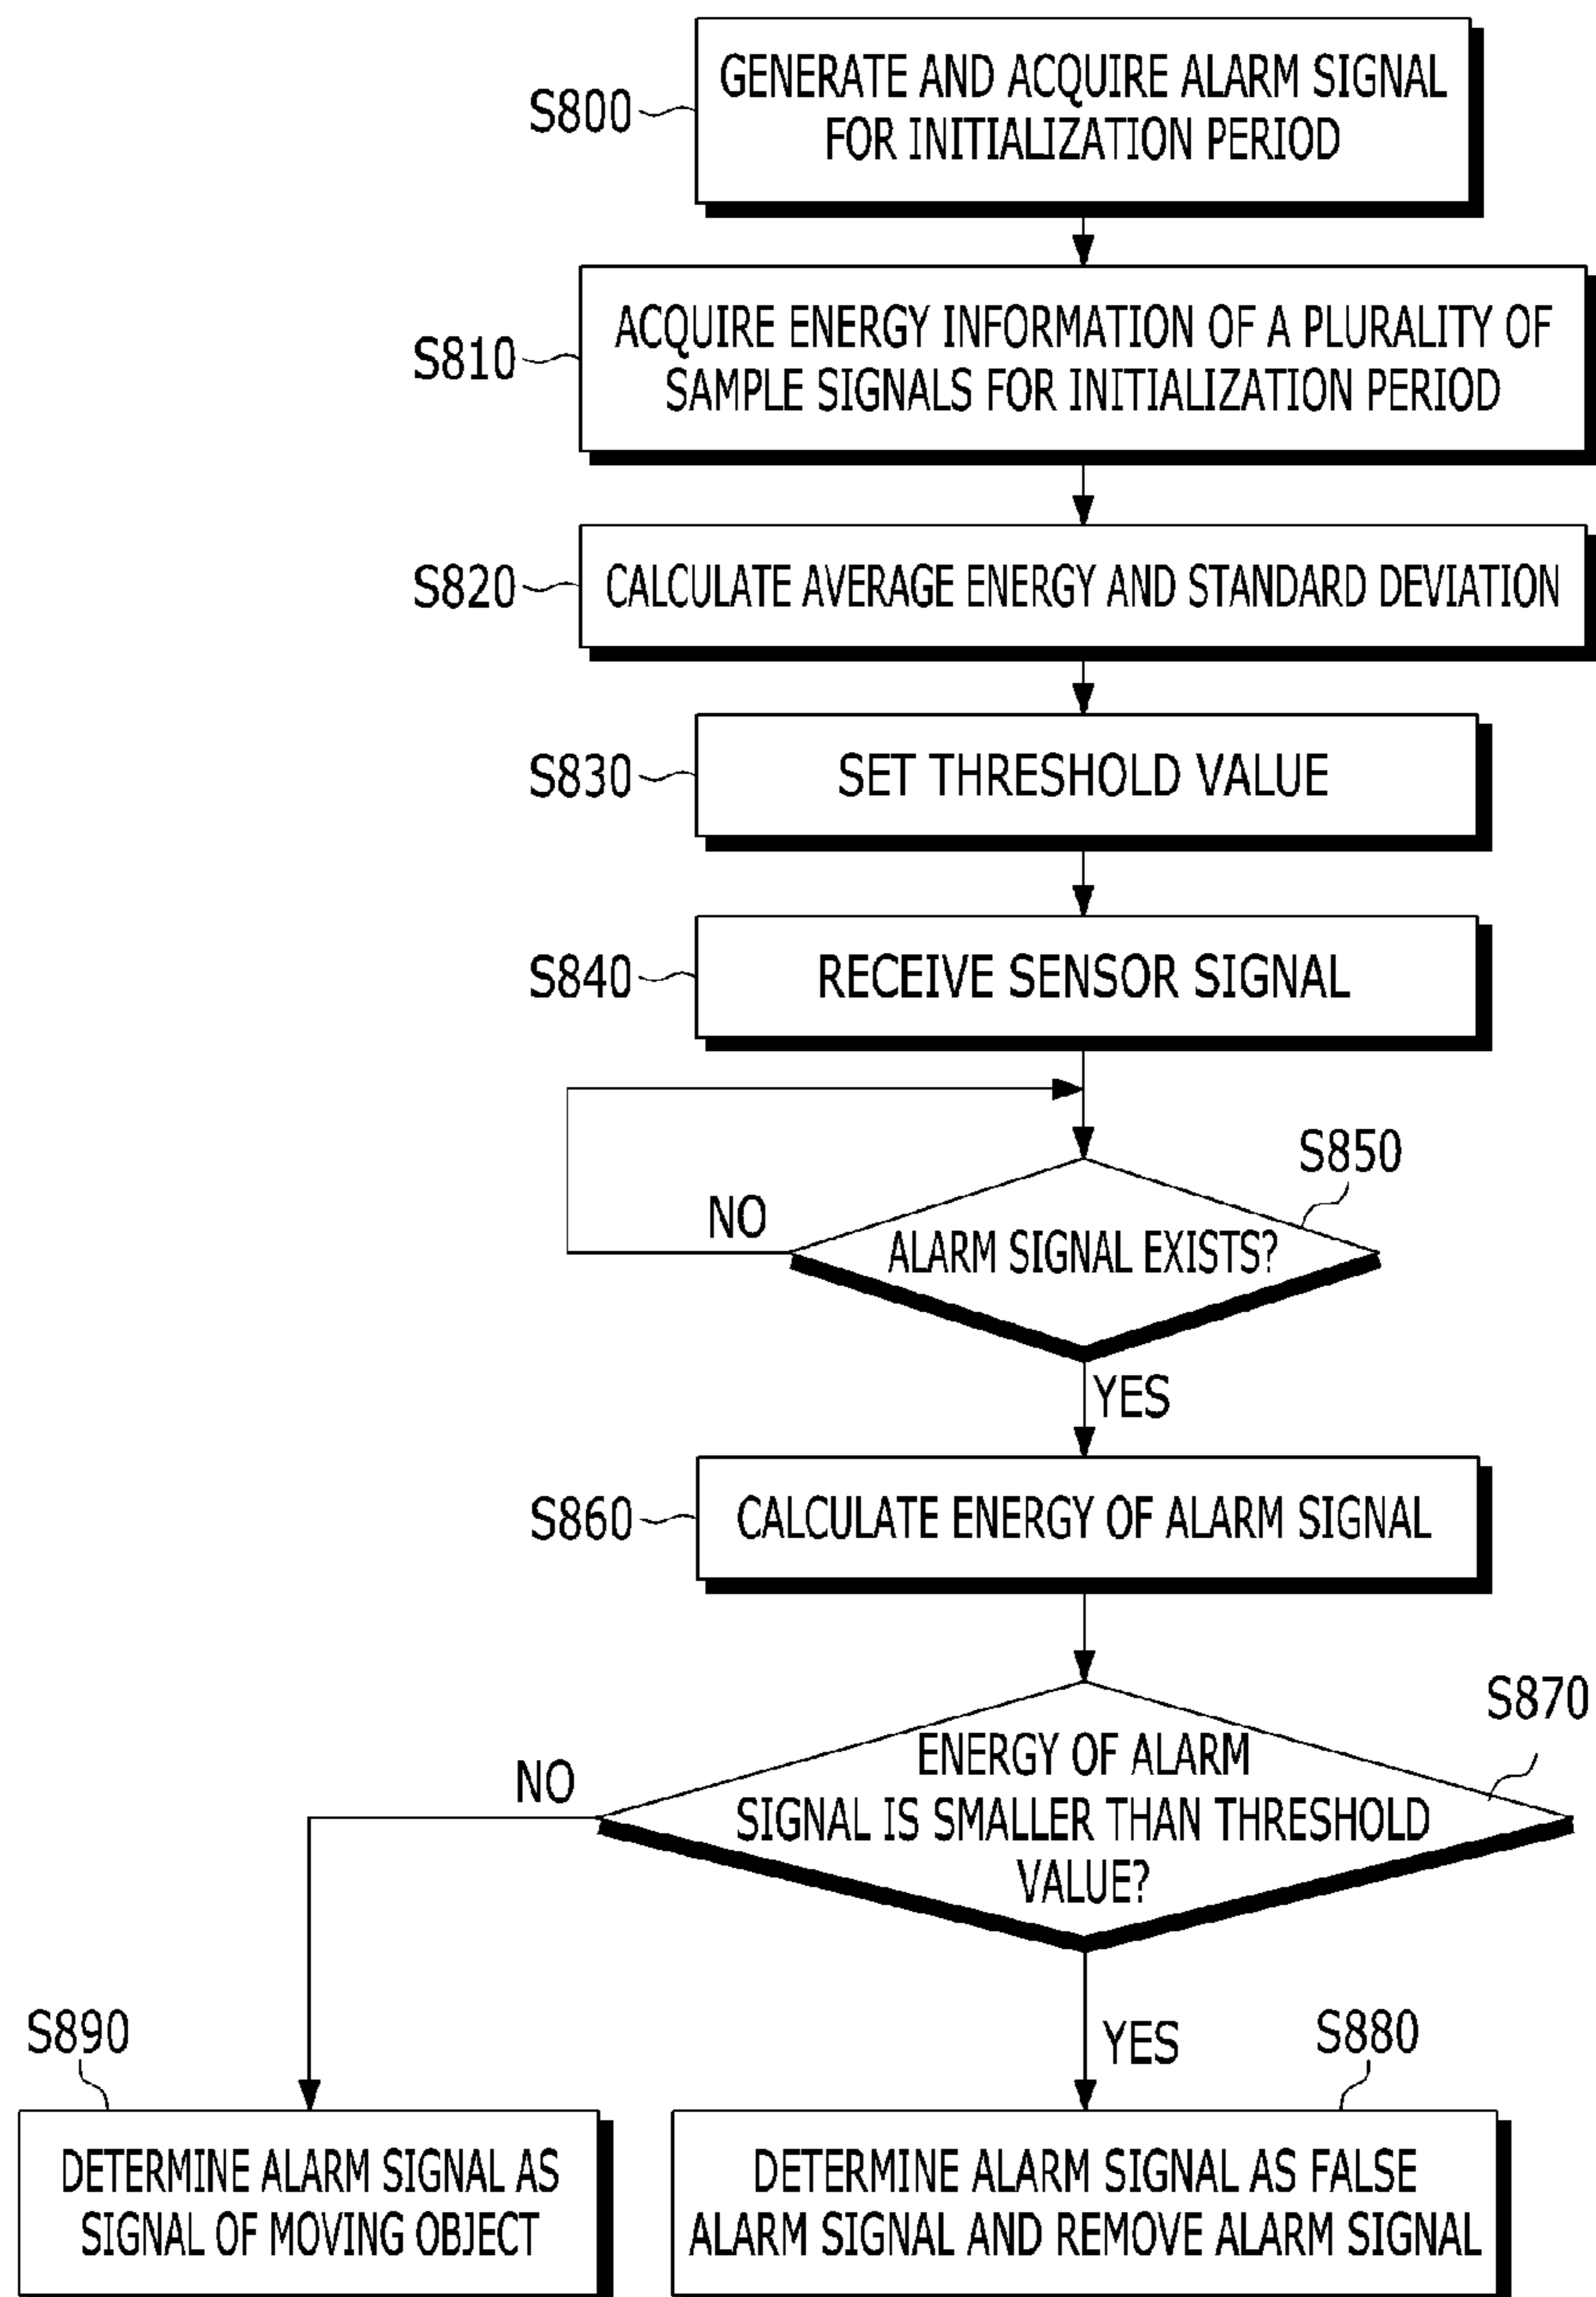 S800
GENERATE AND ACQUIRE ALARM SIGNAL
FOR INITIALIZATION PERIOD
S810
ACQUIRE ENERGY INFORMATION OF A PLURALITY OF
SAMPLE SIGNALS FOR INITIALIZATION PERIOD
S820
CALCULATE AVERAGE ENERGY AND STANDARD DEVIATION
S830
SET THRESHOLD VALUE
S840
RECEIVE SENSOR SIGNAL
S850
NO
ALARM SIGNAL EXISTS?
YES
S860
CALCULATE ENERGY OF ALARM SIGNAL
S870
NO
ENERGY OF ALARM
SIGNAL IS SMALLER THAN THRESHOLD
VALUE?
S890
YES
S880
DETERMINE ALARM SIGNAL AS
SIGNAL OF MOVING OBJECT
DETERMINE ALARM SIGNAL AS FALSE
ALARM SIGNAL AND REMOVE ALARM SIGNAL